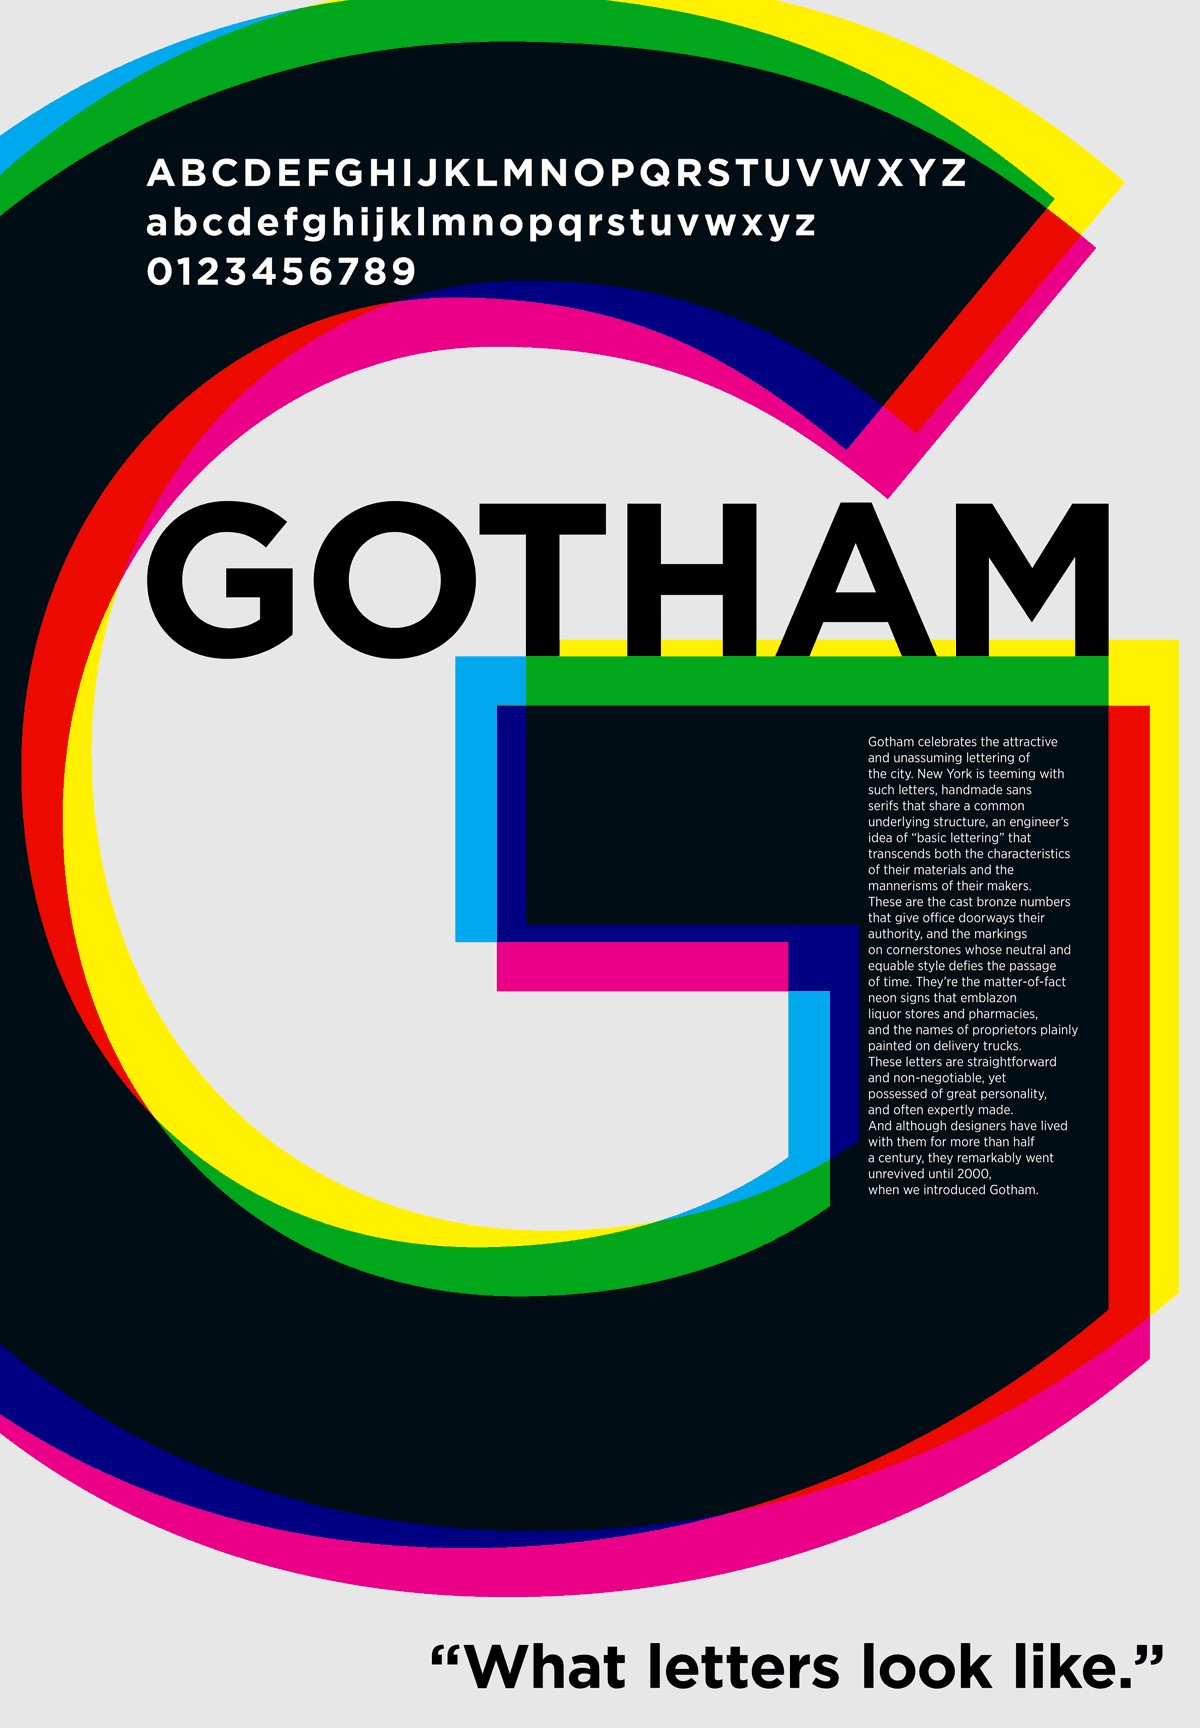 ABCDEFGHIJKLMNOPQRSTUVWXYZ
abcdefghijklmnopqrstuvwxyz
0123456789
GOTHAM
Gotham celebrates the attractive
and unassuming lettering of
the city. New York is teeming with
such letters, handmade sans
serifs that share a common
underlying structure, an engineer’s
idea of “basic lettering” that
transcends both the characteristics
of their materials and the
mannerisms of their makers.
These are the cast bronze numbers
that give office doorways their
authority, and the markings
on cornerstones whose neutral and
equable style defies the passage
of time. They’re the matter-of-fact
neon signs that emblazon
liquor stores and pharmacies,
and the names of proprietors plainly
painted on delivery trucks.
These letters are straightforward
and non-negotiable, yet
possessed of great personality,
and often expertly made.
And although designers have lived
with them for more than half
a century, they remarkably went
unrevived until 2000,
when we introduced Gotham.
“What letters look like.”